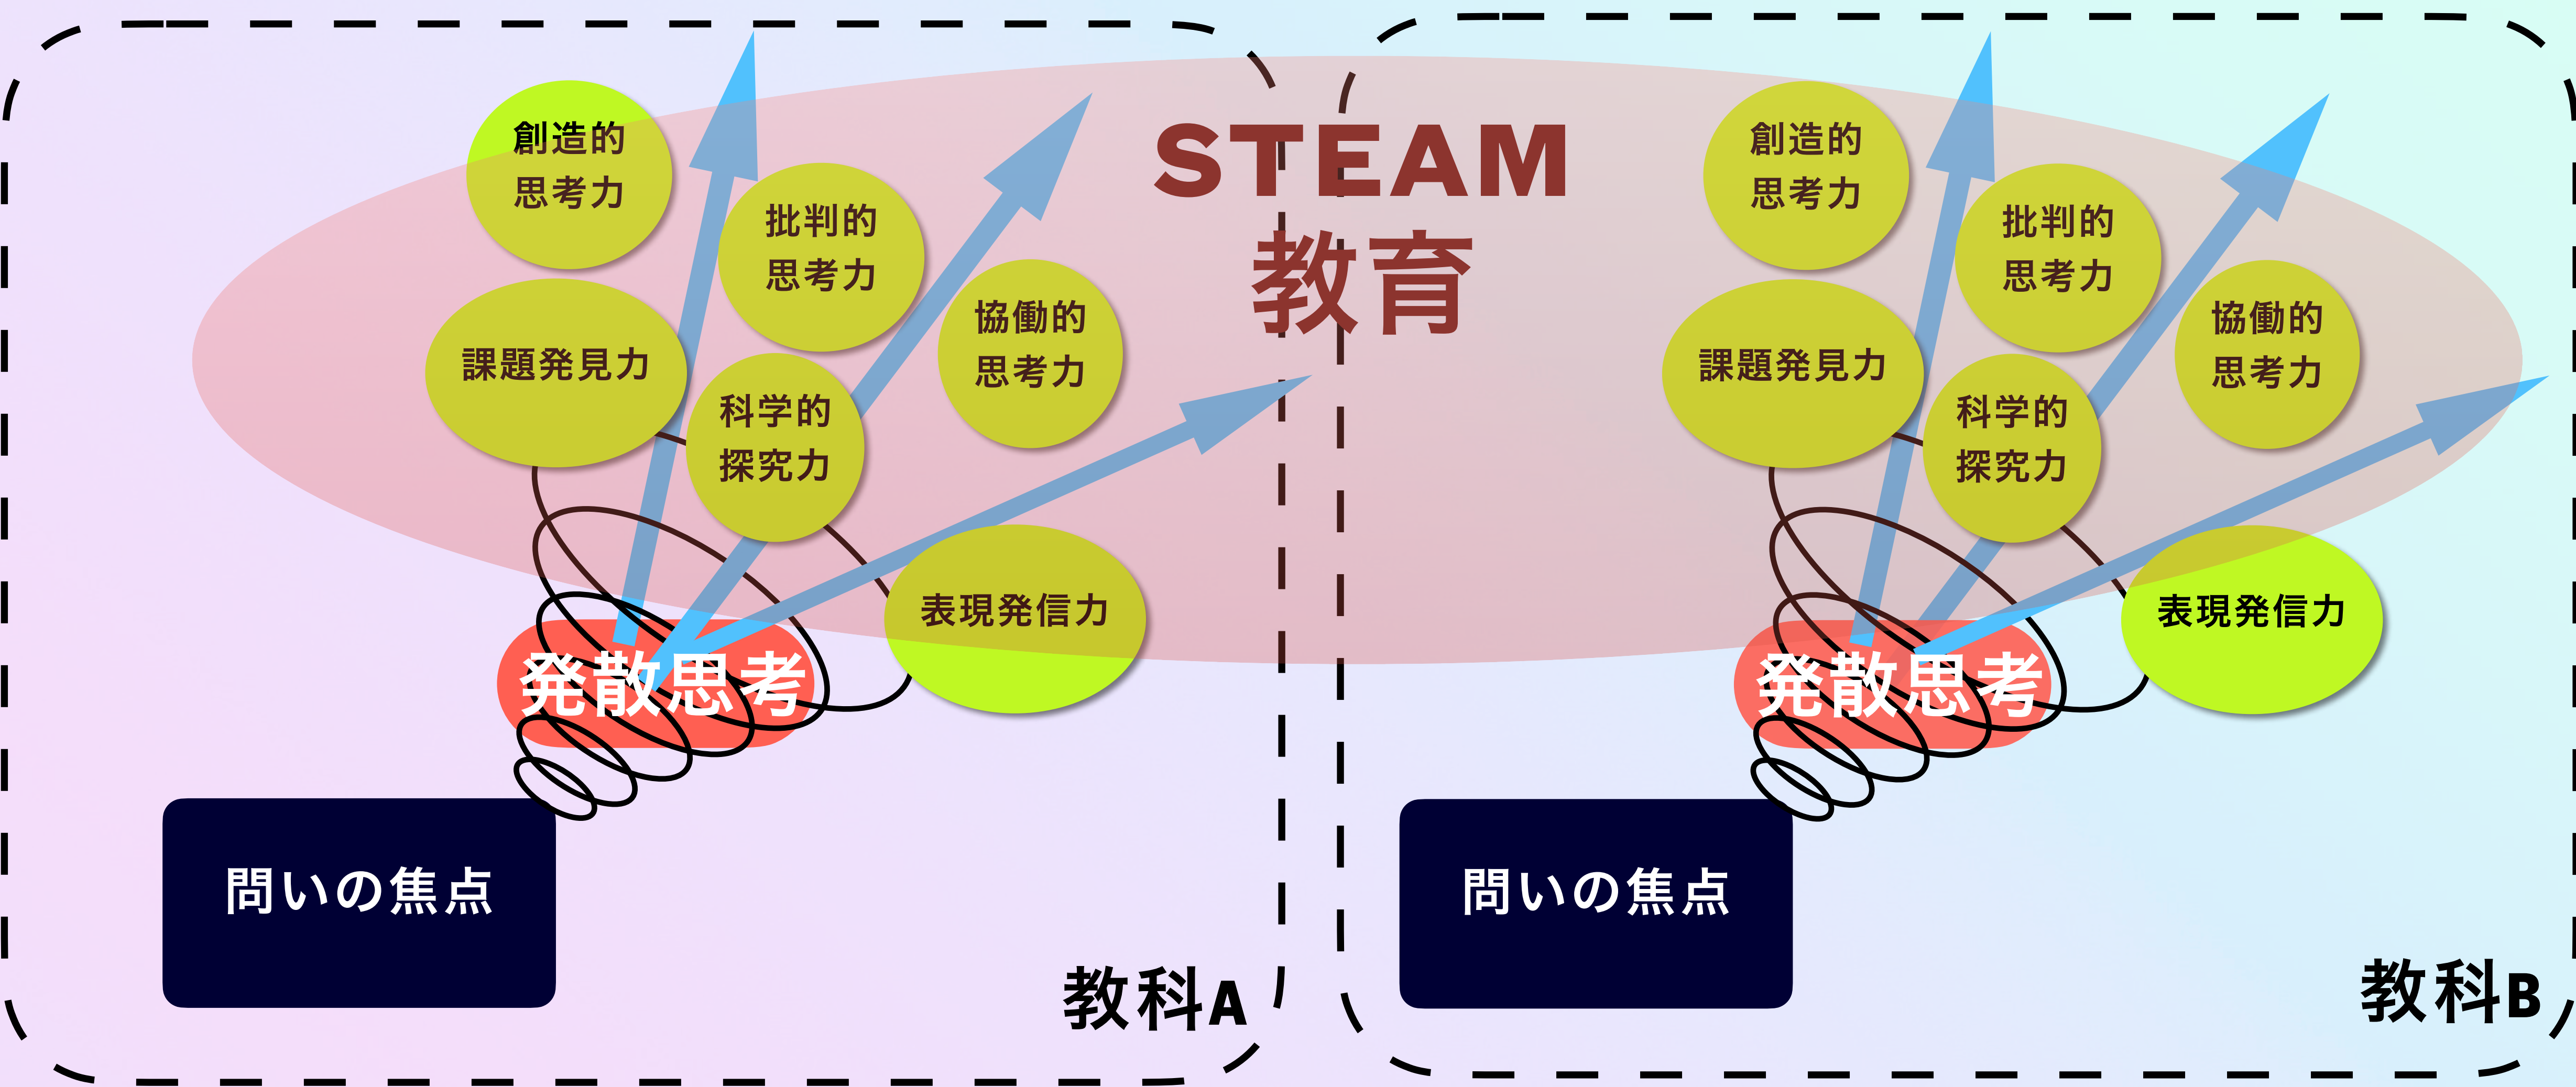 STEAM
教育
創造的
思考力
批判的
思考力
協働的
思考力
課題発見力
科学的
探究力
表現発信力
発散思考
問いの焦点
教科A
創造的
思考力
批判的
思考力
協働的
思考力
課題発見力
科学的
探究力
表現発信力
発散思考
問いの焦点
教科B